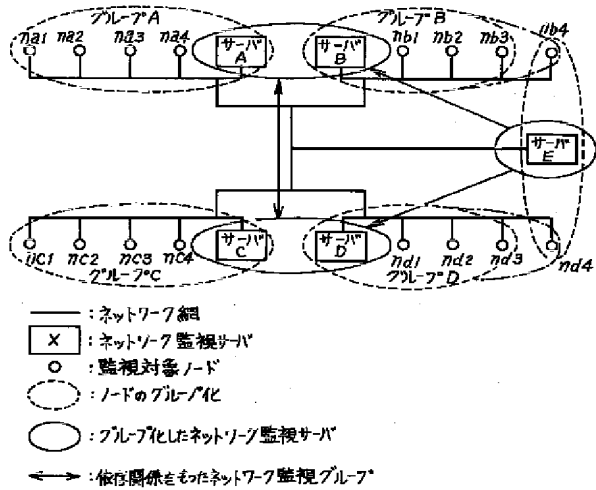 グループA
グループB
na1 na2 na3 na4
サーバ
A
サーバ
B
nb1 nb2 nb3
nb4
サーバ
E
サーバ
C
サーバ
D
nc1 nc2 nc3 nc4
nd1 nd2 nd3
nd4
グループC
グループD
:ネットワーク網
X :ネットワーク監視サーバ
:監視対象ノード
:ノードのグループ化
:グループ化したネットワーク監視サーバ
:依存関係をもったネットワーク監視グループ